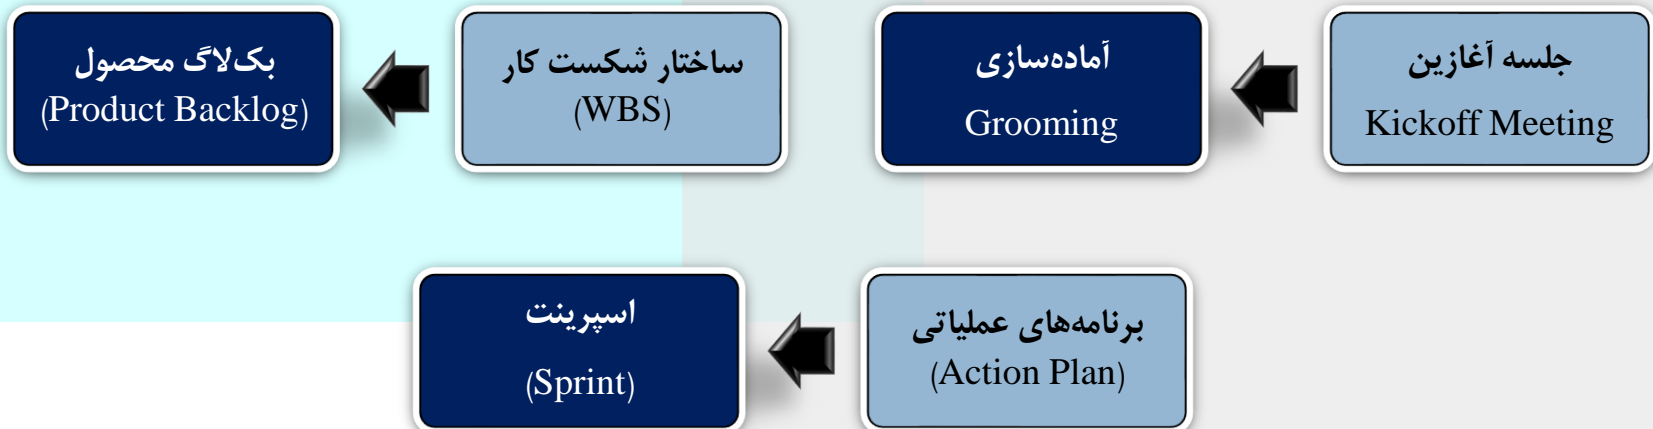 جلسه آغازین
Kickoff Meeting
آماده‌سازی
Grooming
ساختار شکست کار
(WBS)
بک‌لاگ محصول
(Product Backlog)
برنامه‌های عملیاتی
(Action Plan)
اسپرینت
(Sprint)